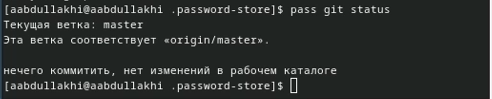 [aabdullakhi@aabdullakhi .password-store]$ pass git status
Текущая ветка: master
Эта ветка соответствует «origin/master».
нечего коммитить, нет изменений в рабочем каталоге
[aabdullakhi@aabdullakhi .password-store]$